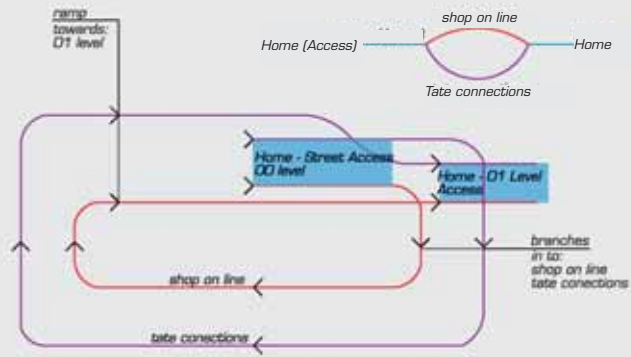 ramp
towards:
01 level
shop on line
Home (Access)
Home
Tate connections
Home - Street Access
00 level
Home - 01 Level
Access
branches
in to:
shop on line
tate conections
shop on line
tate conections